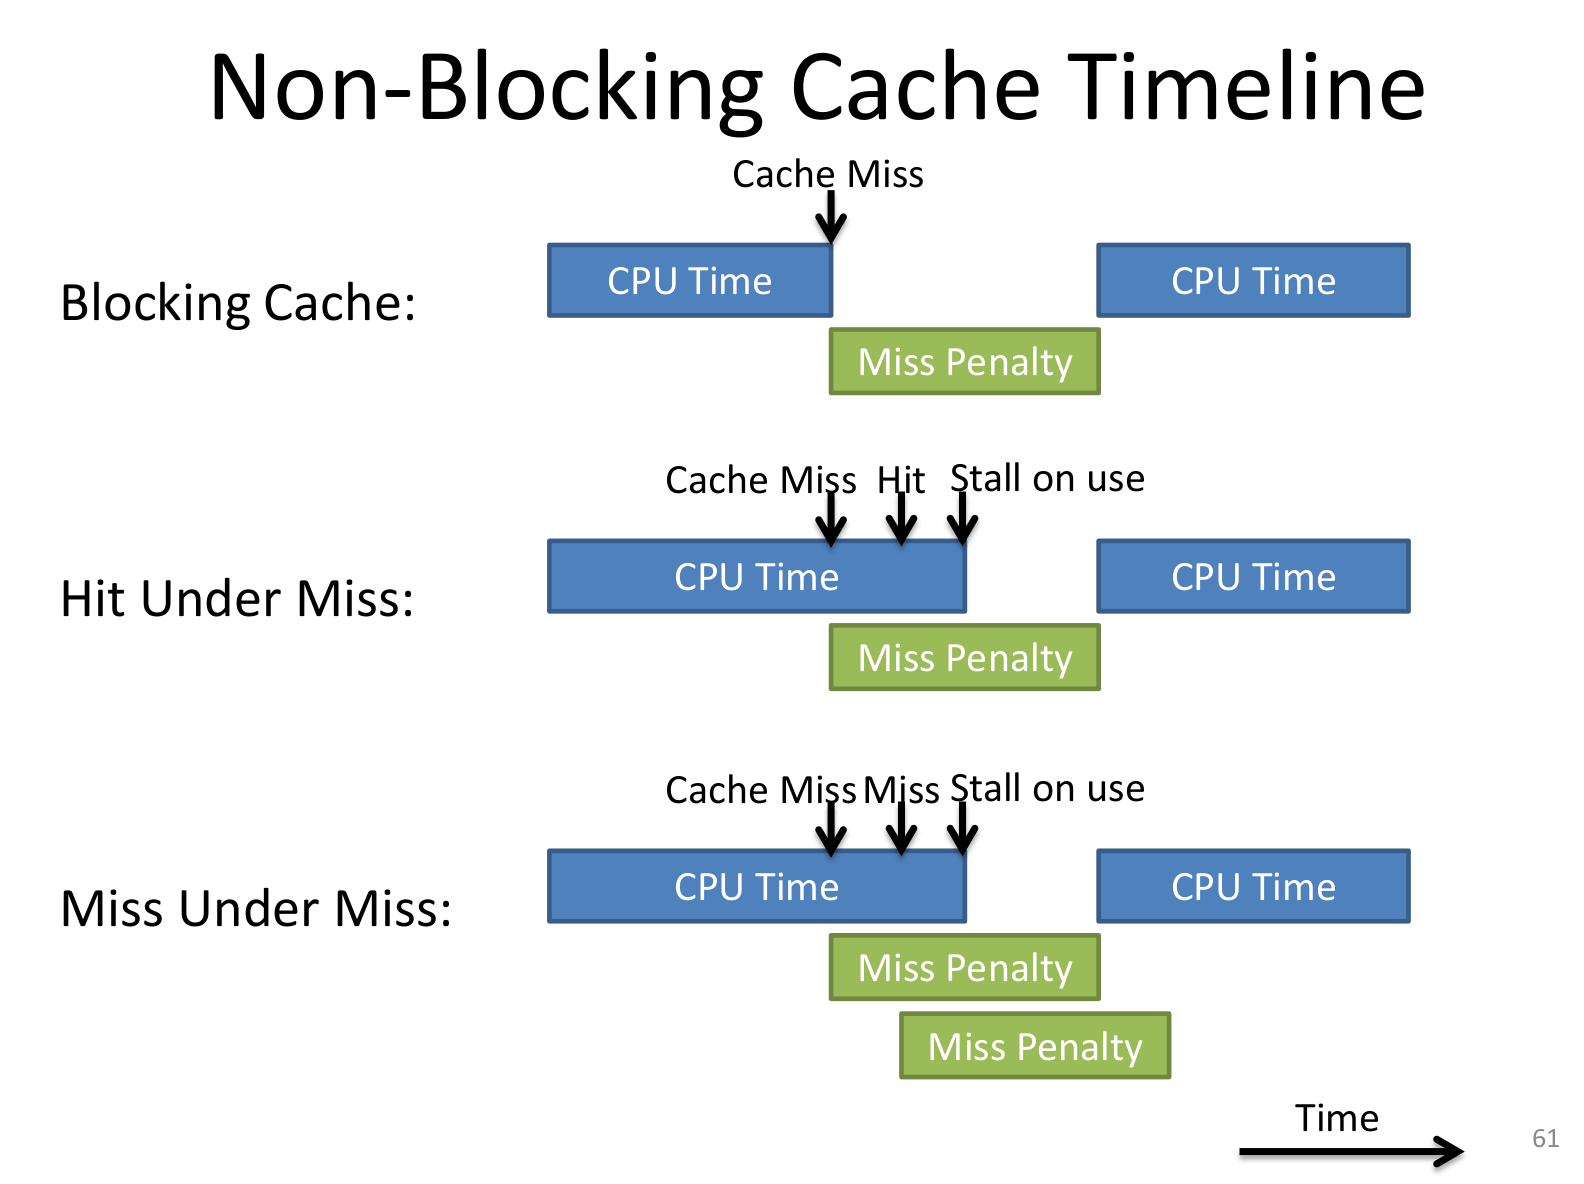 Non-Blocking Cache Timeline
Cache Miss
Blocking Cache:
CPU Time
CPU Time
Miss Penalty
Cache Miss Hit Stall on use
Hit Under Miss:
CPU Time
CPU Time
Miss Penalty
Cache Miss Miss Stall on use
Miss Under Miss:
CPU Time
CPU Time
Miss Penalty
Miss Penalty
Time
61